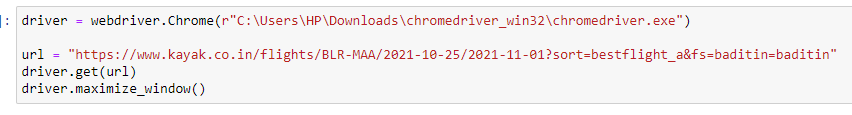 ]: driver = webdriver.Chrome(r"C:\Users\HP\Downloads\chromedriver_win32\chromedriver.exe")
url = "https://www.kayak.co.in/flights/BLR-MAA/2021-10-25/2021-11-01?sort=bestflight_a&fs=baditin=baditin"
driver.get(url)
driver.maximize_window()